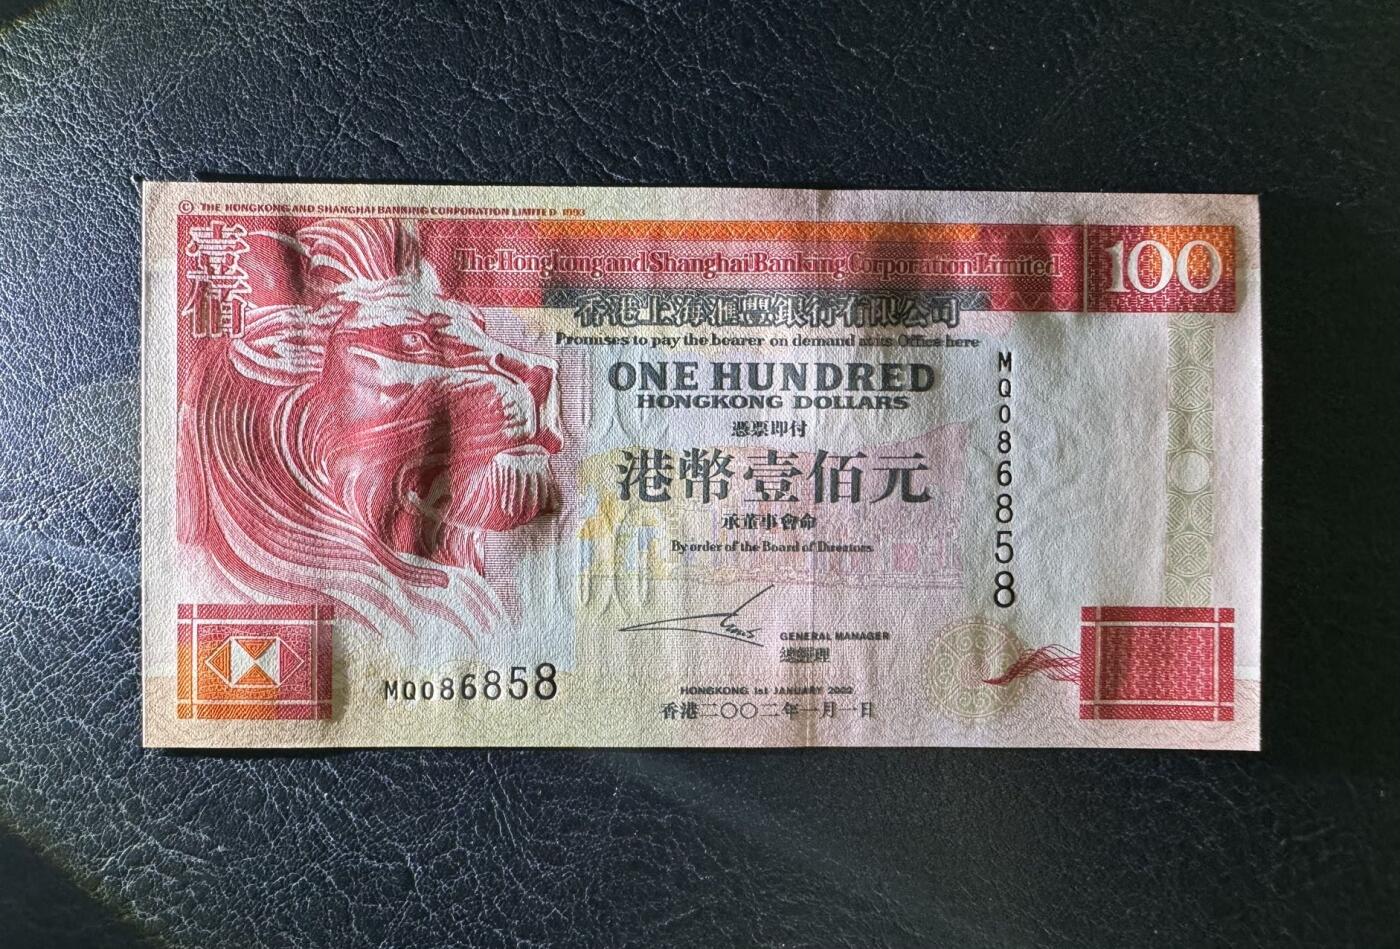 © THE HONGKONG AND SHANGHAI BANKING CORPORATION LIMITED 1993
壹佰
The Hongkong and Shanghai Banking Corporation Limited
100
香港上海滙豐銀行有限公司
Promises to pay the bearer on demand at its Office here
ONE HUNDRED
HONGKONG DOLLARS
憑票即付
港幣壹佰元
承董事會命
By order of the Board of Directors
MQ086858
GENERAL MANAGER
總經理
MQ086858
HONGKONG 1st JANUARY 2002
香港二〇〇二年一月一日